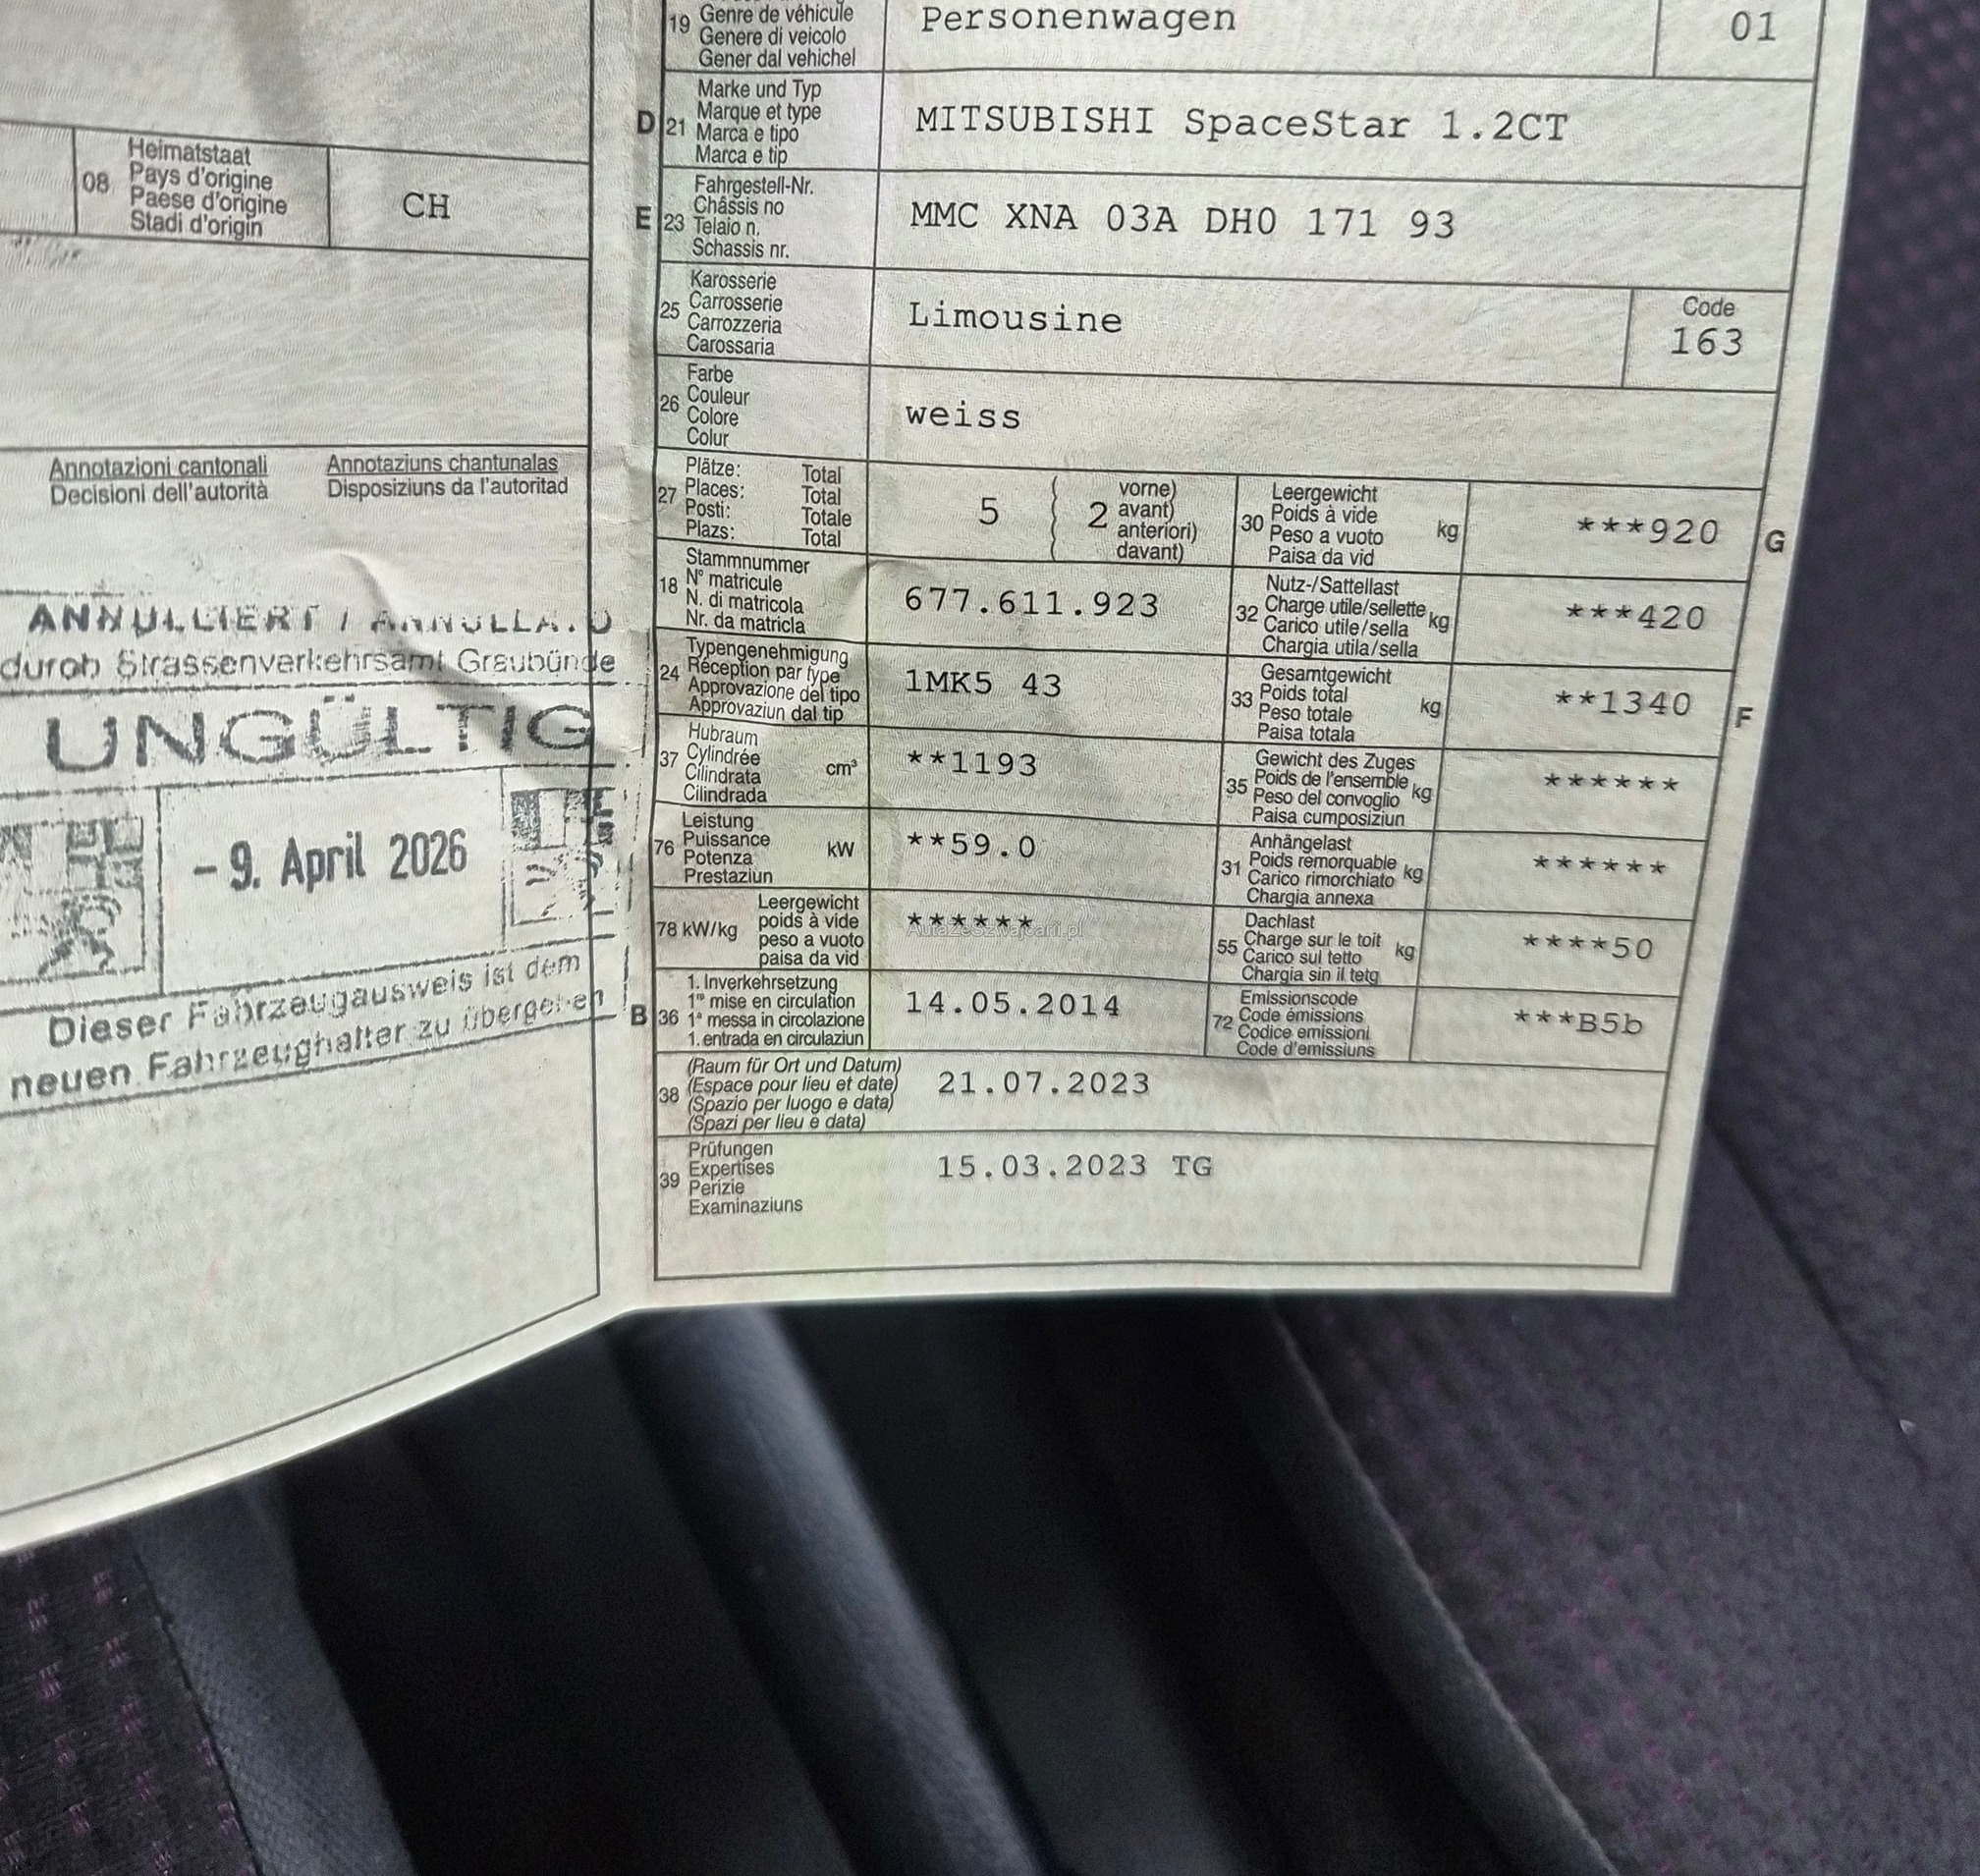 08
Heimatstaat
Pays d'origine
Paese d'origine
Stadi d'origin
CH
Annotazioni cantonali
Decisioni dell'autorità
Annotaziuns chantunalas
Disposiziuns da l'autoritad
ANNULLIERT /
durch Strassenverkehrsamt Graubünde
UNGÜLTIG
- 9. April 2026
Dieser Fahrzeugausweis ist dem
neuen Fahrzeughalter zu übergeben
19
Genre de véhicule
Genere di veicolo
Gener dal vehichel
Personenwagen
01
D 21
Marke und Typ
Marque et type
Marca e tipo
Marca e tip
MITSUBISHI SpaceStar 1.2CT
E 23
Fahrgestell-Nr.
Châssis no
Telaio n.
Schassis nr.
MMC XNA 03A DH0 171 93
25
Karosserie
Carrosserie
Carrozzeria
Carossaria
Limousine
Code
163
26
Farbe
Couleur
Colore
Colur
weiss
27
Plätze: Total
Places: Total
Posti: Totale
Plazs: Total
5 ( 2
vorne)
avant)
anteriori)
davant)
30
Leergewicht
Poids à vide
Peso a vuoto
Paisa da vid
kg
***920
G
18
Stammnummer
N° matricule
N. di matricola
Nr. da matricla
677.611.923
32
Nutz-/Sattellast
Charge utile/sellette
Carico utile/sella
Chargia utila/sella
kg
***420
24
Typengenehmigung
Réception par type
Approvazione del tipo
Approvaziun dal tip
1MK5 43
33
Gesamtgewicht
Poids total
Peso totale
Paisa totala
kg
**1340
F
37
Hubraum
Cylindrée
Cilindrata
Cilindrada
cm³
**1193
35
Gewicht des Zuges
Poids de l'ensemble
Peso del convoglio
Paisa cumposiziun
kg
******
76
Leistung
Puissance
Potenza
Prestaziun
kW
**59.0
31
Anhängelast
Poids remorquable
Carico rimorchiato
Chargia annexa
kg
******
78 kW/kg
Leergewicht
poids à vide
peso a vuoto
paisa da vid
******
AutazeSzwajcarii.pl
55
Dachlast
Charge sur le toit
Carico sul tetto
Chargia sin il tetg
kg
****50
B 36
1. Inverkehrsetzung
1re mise en circulation
1a messa in circolazione
1. entrada en circulaziun
14.05.2014
72
Emissionscode
Code émissions
Codice emissioni
Code d'emissiuns
***B5b
38
(Raum für Ort und Datum)
(Espace pour lieu et date)
(Spazio per luogo e data)
(Spazi per lieu e data)
21.07.2023
39
Prüfungen
Expertises
Perizie
Examinaziuns
15.03.2023 TG